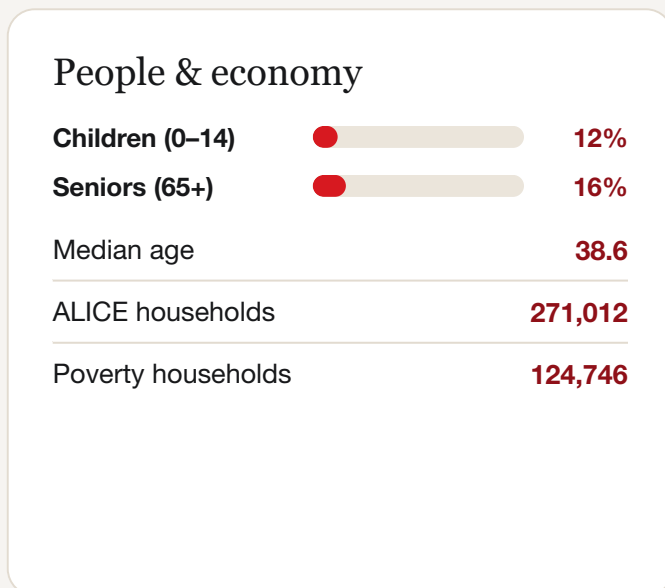 People & economy
Children (0–14) 12%
Seniors (65+) 16%
Median age 38.6
ALICE households 271,012
Poverty households 124,746